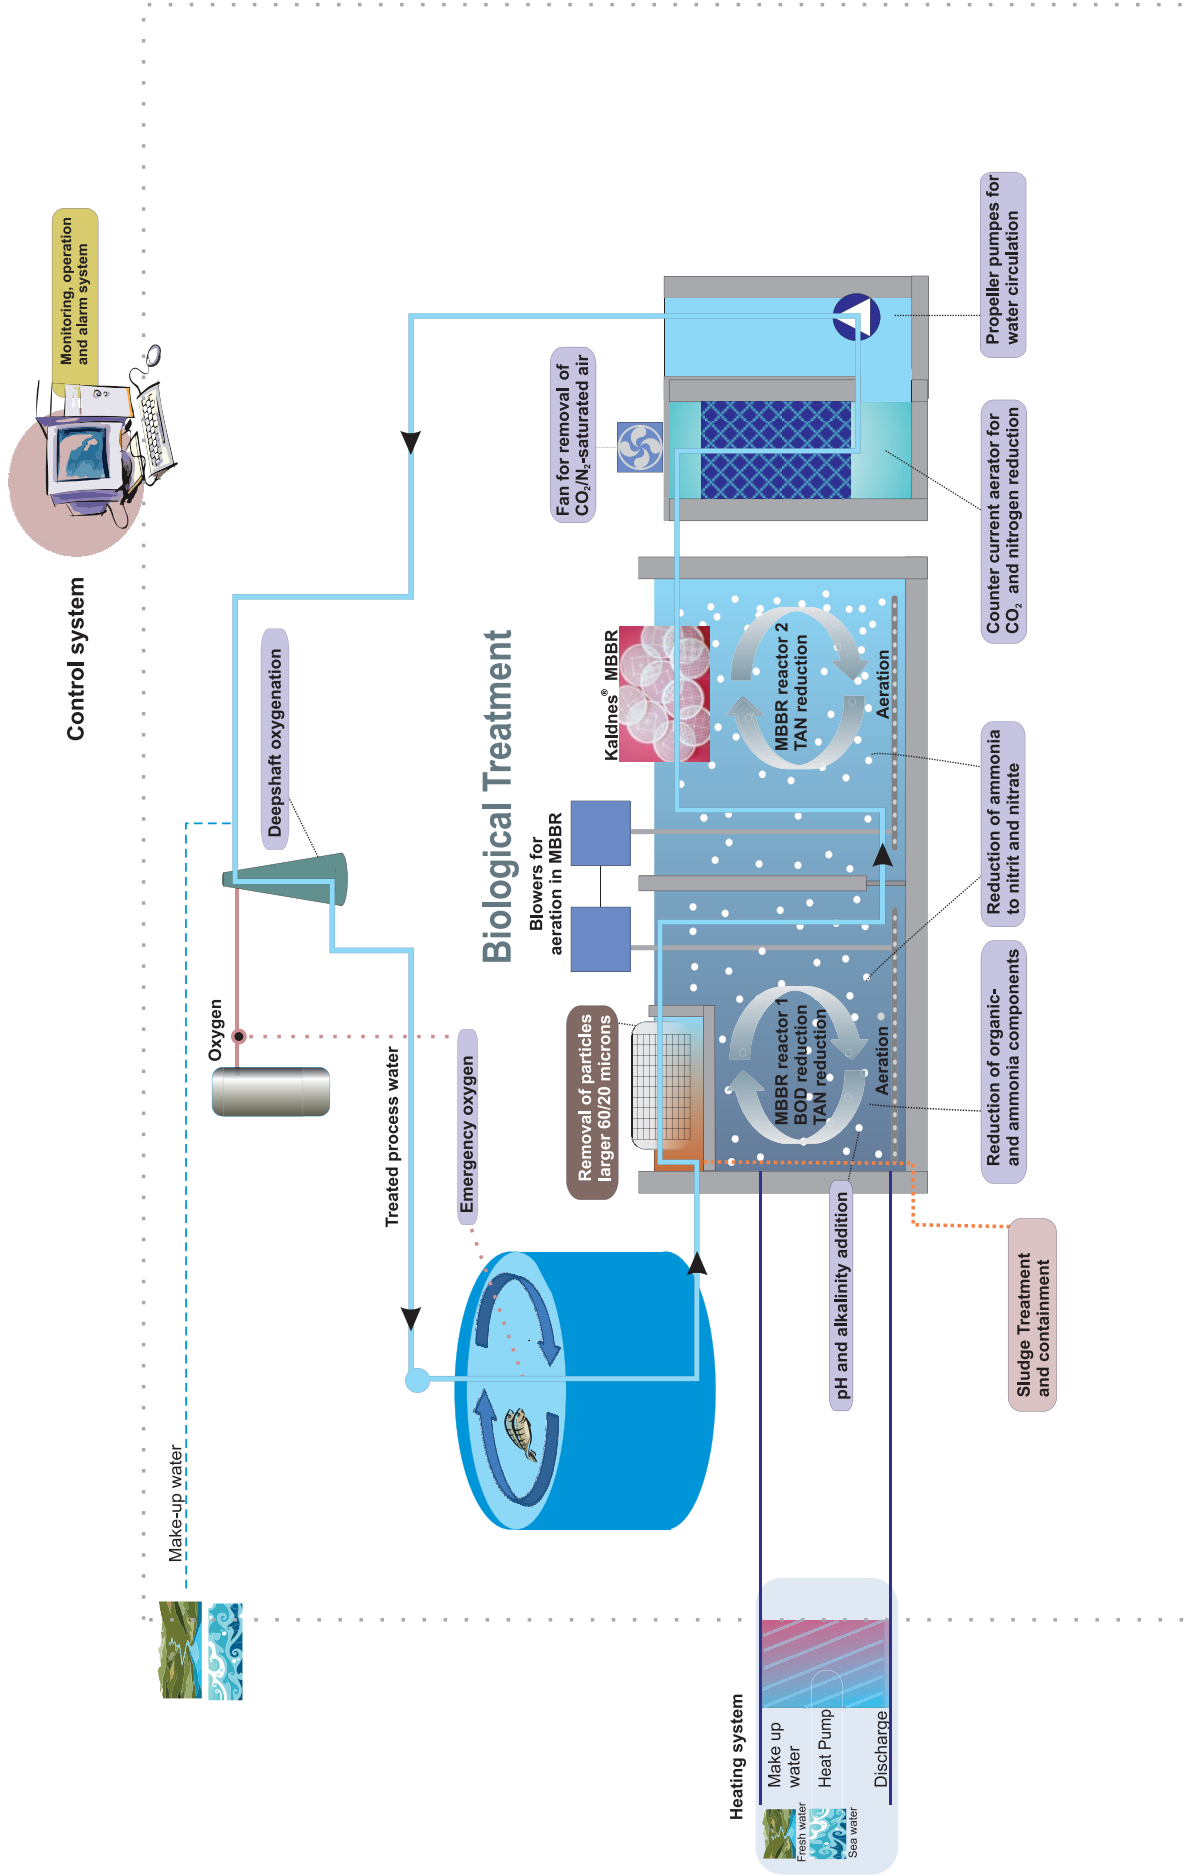 Control system
Monitoring, operation
and alarm system
Make-up water
Oxygen
Deepshaft oxygenation
Treated process water
Emergency oxygen
Biological Treatment
Blowers for
aeration in MBBR
Fan for removal of
CO₂/N₂-saturated air
Removal of particles
larger 60/20 microns
Kaldnes® MBBR
MBBR reactor 1
BOD reduction
TAN reduction
Aeration
MBBR reactor 2
TAN reduction
Aeration
Heating system
Make up
water
Heat Pump
Discharge
Fresh water
Sea water
pH and alkalinity addition
Sludge Treatment
and containment
Reduction of organic-
and ammonia components
Reduction of ammonia
to nitrit and nitrate
Counter current aerator for
CO₂ and nitrogen reduction
Propeller pumpes for
water circulation